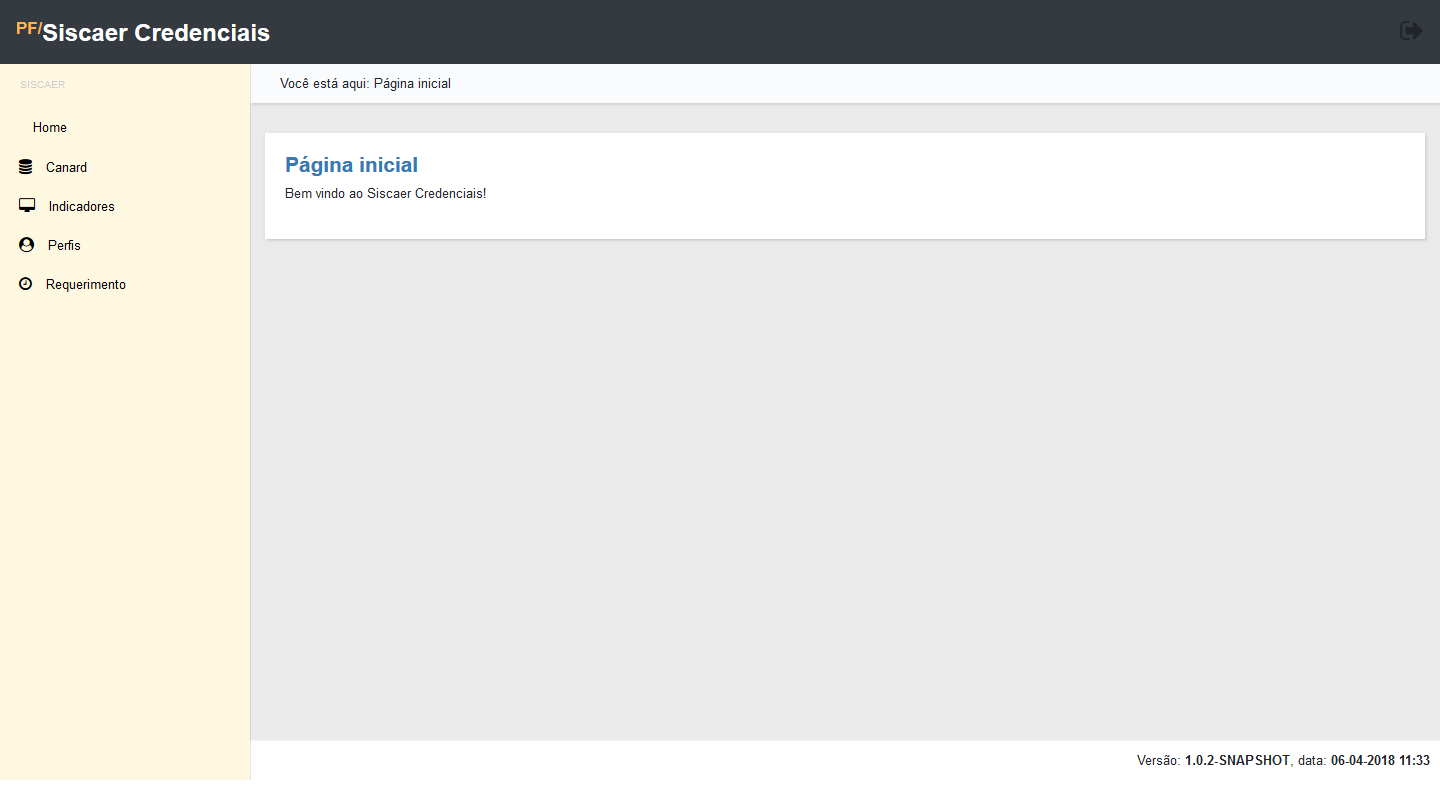 PF/Siscaer Credenciais
SISCAER
Você está aqui: Página inicial
Home
Canard
Indicadores
Perfis
Requerimento
Página inicial
Bem vindo ao Siscaer Credenciais!
Versão: 1.0.2-SNAPSHOT, data: 06-04-2018 11:33